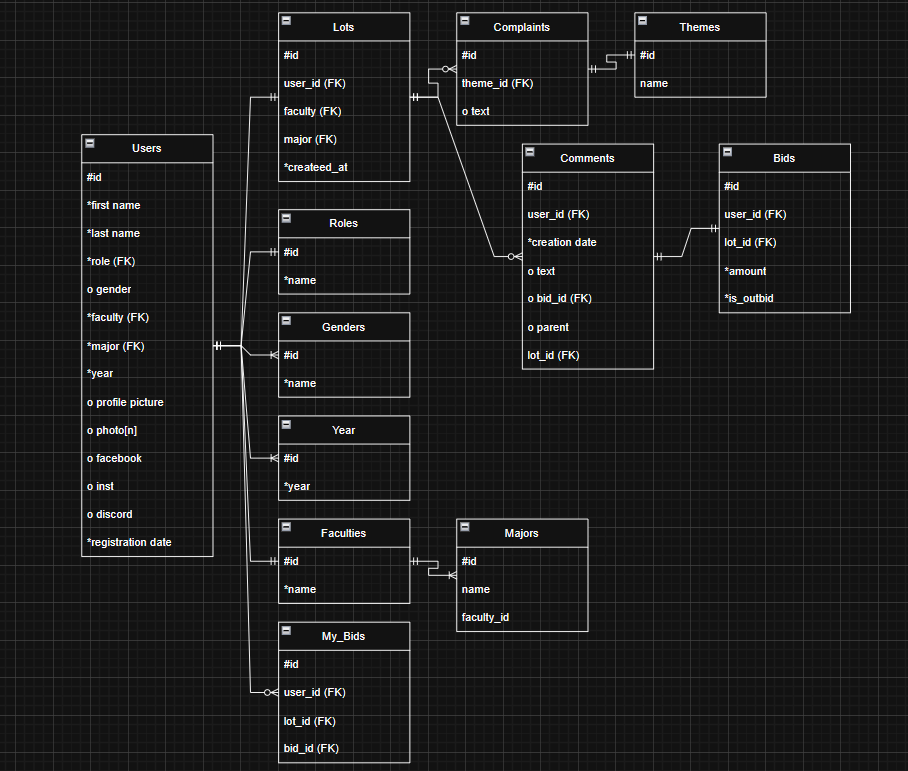 Users
#id
*first name
*last name
*role (FK)
o gender
*faculty (FK)
*major (FK)
*year
o profile picture
o photo[n]
o facebook
o inst
o discord
*registration date
Lots
#id
user_id (FK)
faculty (FK)
major (FK)
*createed_at
Roles
#id
*name
Genders
#id
*name
Year
#id
*year
Faculties
#id
*name
My_Bids
#id
user_id (FK)
lot_id (FK)
bid_id (FK)
Complaints
#id
theme_id (FK)
o text
Themes
#id
name
Comments
#id
user_id (FK)
*creation date
o text
o bid_id (FK)
o parent
lot_id (FK)
Bids
#id
user_id (FK)
lot_id (FK)
*amount
*is_outbid
Majors
#id
name
faculty_id